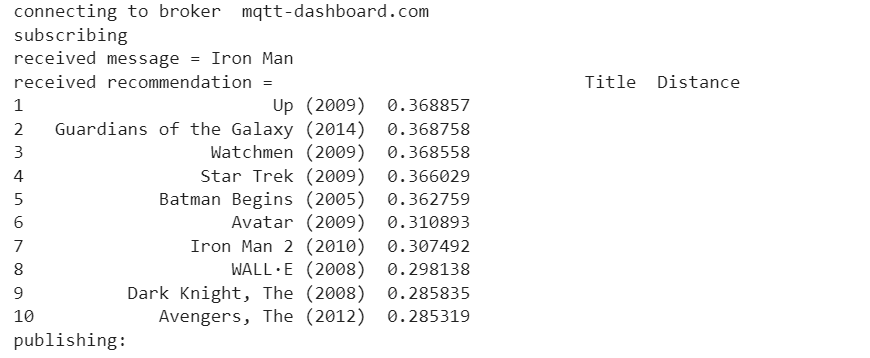 connecting to broker  mqtt-dashboard.com
subscribing
received message = Iron Man
received recommendation =                              Title  Distance
1                        Up (2009)  0.368857
2   Guardians of the Galaxy (2014)  0.368758
3                  Watchmen (2009)  0.368558
4                 Star Trek (2009)  0.366029
5             Batman Begins (2005)  0.362759
6                    Avatar (2009)  0.310893
7                Iron Man 2 (2010)  0.307492
8                    WALL·E (2008)  0.298138
9          Dark Knight, The (2008)  0.285835
10            Avengers, The (2012)  0.285319
publishing: